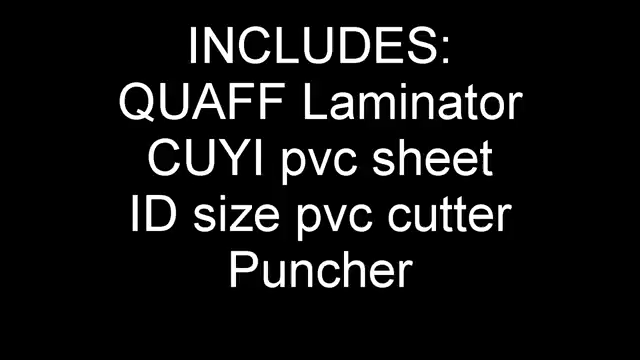 INCLUDES:
QUAFF Laminator
CUYI pvc sheet
ID size pvc cutter
Puncher